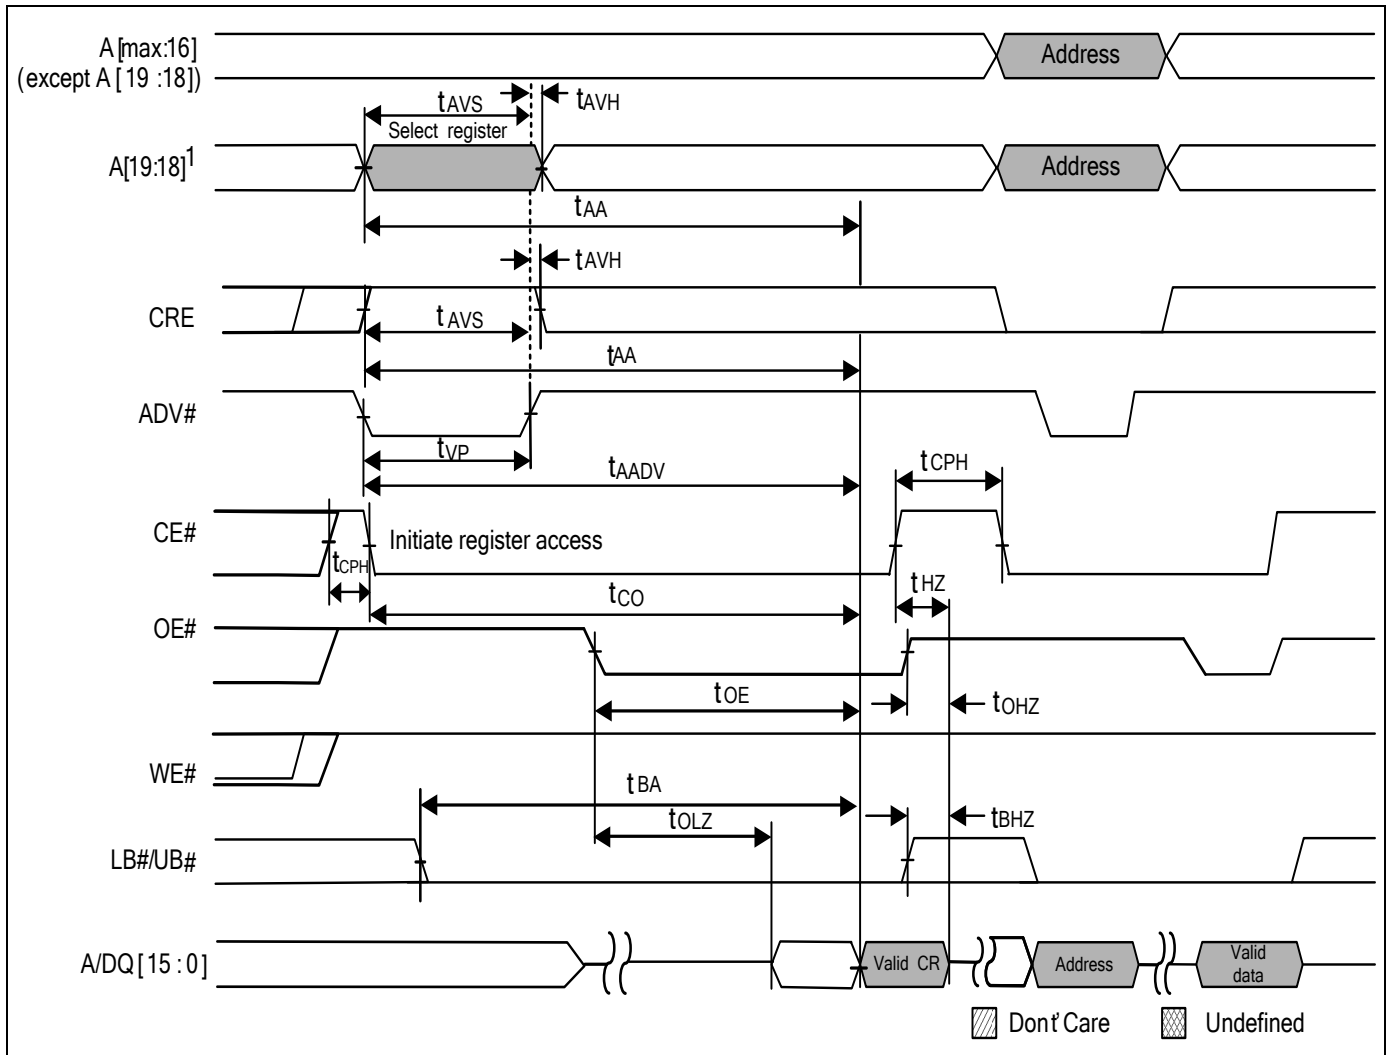 A[max:16]
(except A[19:18])
Address
tAVS
tAVH
Select register
A[19:18]1
Address
tAA
tAVH
CRE
tAVS
tAA
ADV#
tVP
tAADV
tCPH
CE#
Initiate register access
tCPH
tHZ
tCO
OE#
tOE
tOHZ
WE#
tBA
tOLZ
tBHZ
LB#/UB#
A/DQ[15:0]
Valid CR
Address
Valid
data
Dont' Care
Undefined